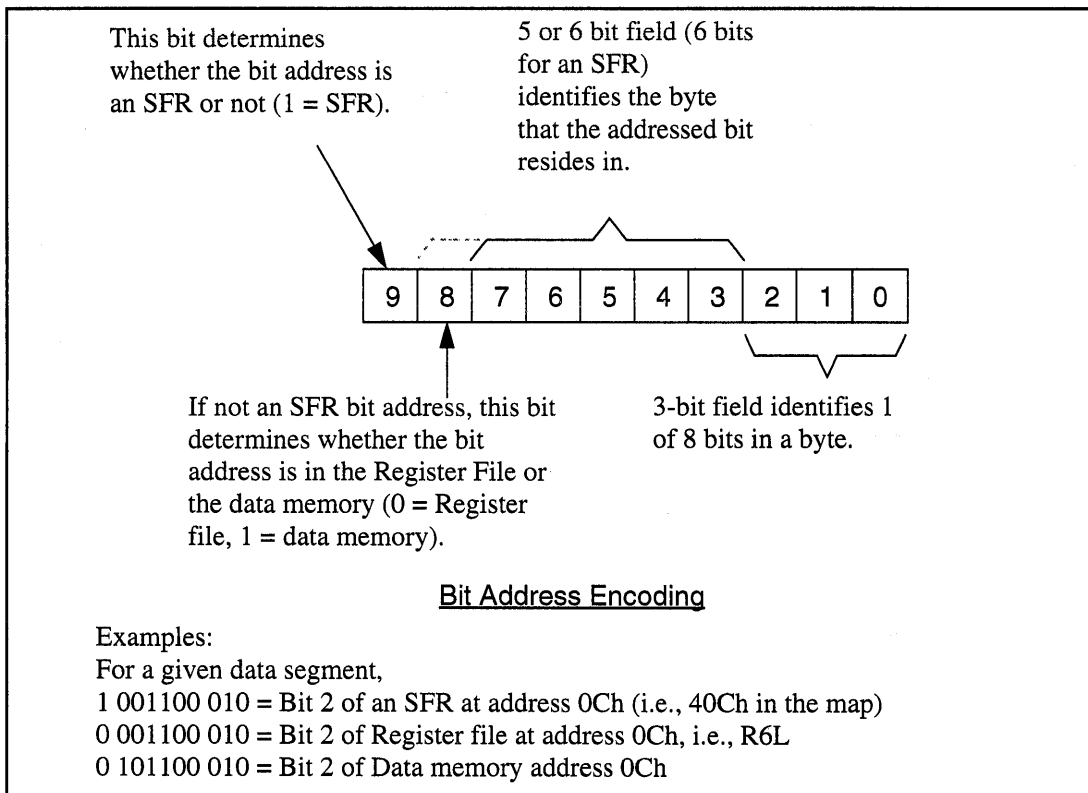 This bit determines
whether the bit address is
an SFR or not (1 = SFR).
5 or 6 bit field (6 bits
for an SFR)
identifies the byte
that the addressed bit
resides in.
9 8 7 6 5 4 3 2 1 0
If not an SFR bit address, this bit
determines whether the bit
address is in the Register File or
the data memory (0 = Register
file, 1 = data memory).
3-bit field identifies 1
of 8 bits in a byte.
Bit Address Encoding
Examples:
For a given data segment,
1 001100 010 = Bit 2 of an SFR at address 0Ch (i.e., 40Ch in the map)
0 001100 010 = Bit 2 of Register file at address 0Ch, i.e., R6L
0 101100 010 = Bit 2 of Data memory address 0Ch